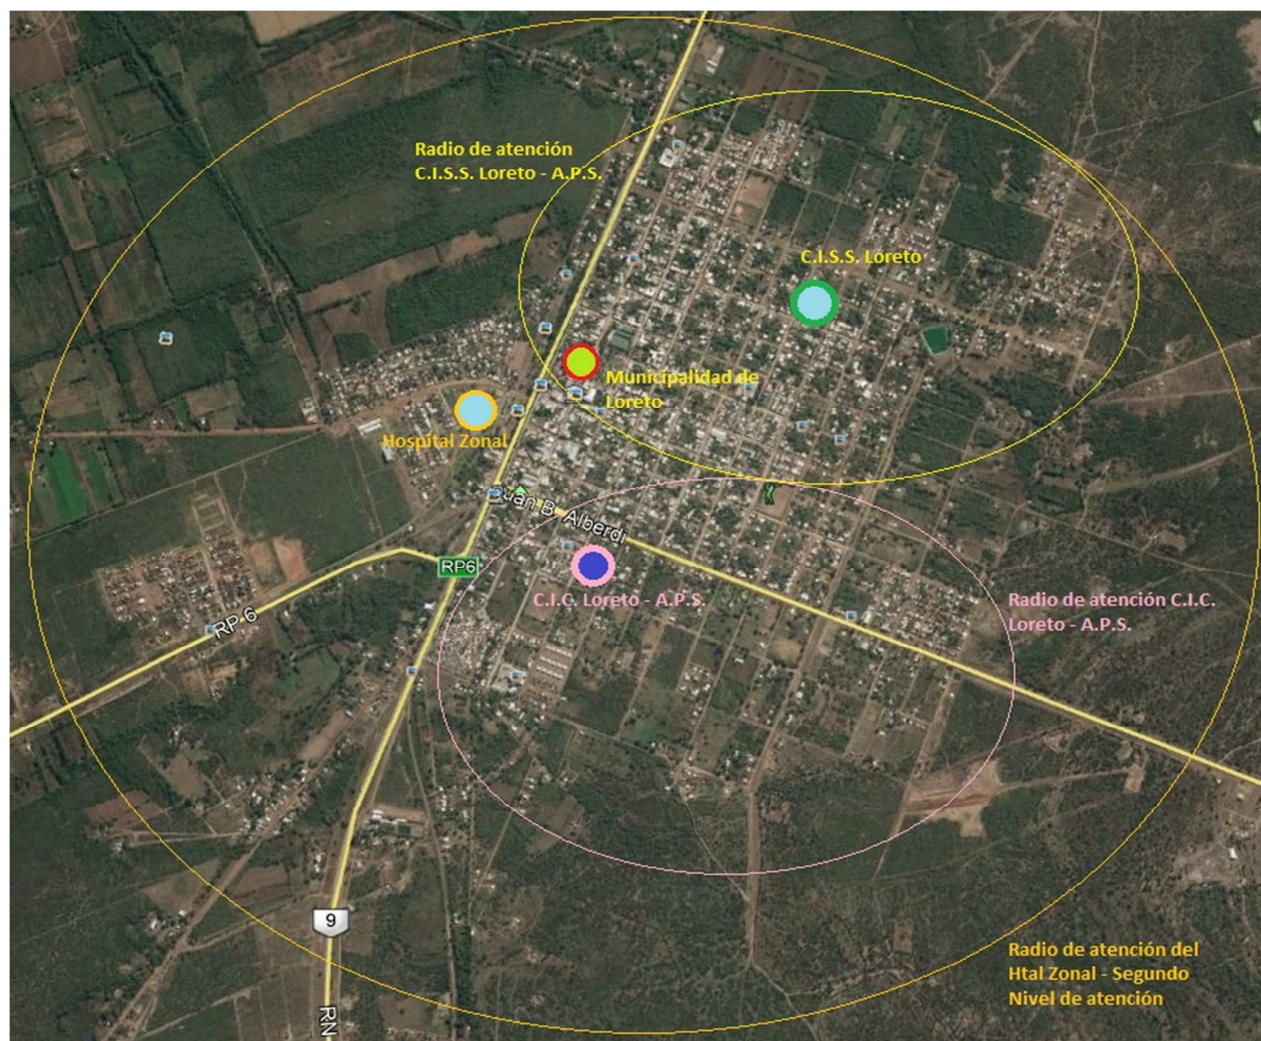 Radio de atención
C.I.S.S. Loreto - A.P.S.
C.I.S.S. Loreto
Municipalidad de
Loreto
Hospital Zonal
Juan B. Alberdi
RP6
C.I.C. Loreto - A.P.S.
Radio de atención C.I.C.
Loreto - A.P.S.
RP 6
9
Radio de atención del
Htal Zonal - Segundo
Nivel de atención
RN